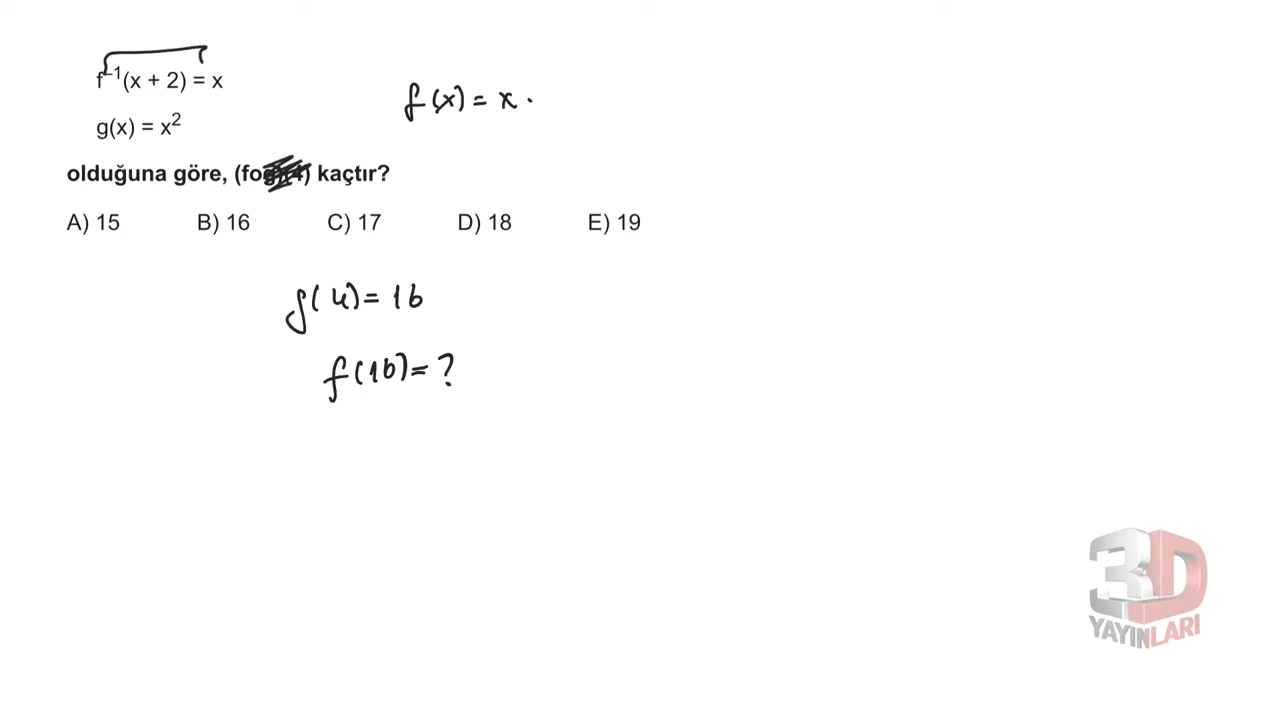 f⁻¹(x + 2) = x
g(x) = x²
f(x) = x
olduğuna göre, (fog)(4) kaçtır?
A) 15 B) 16 C) 17 D) 18 E) 19
g(4) = 16
f(16) = ?
3D
YAYINLARI